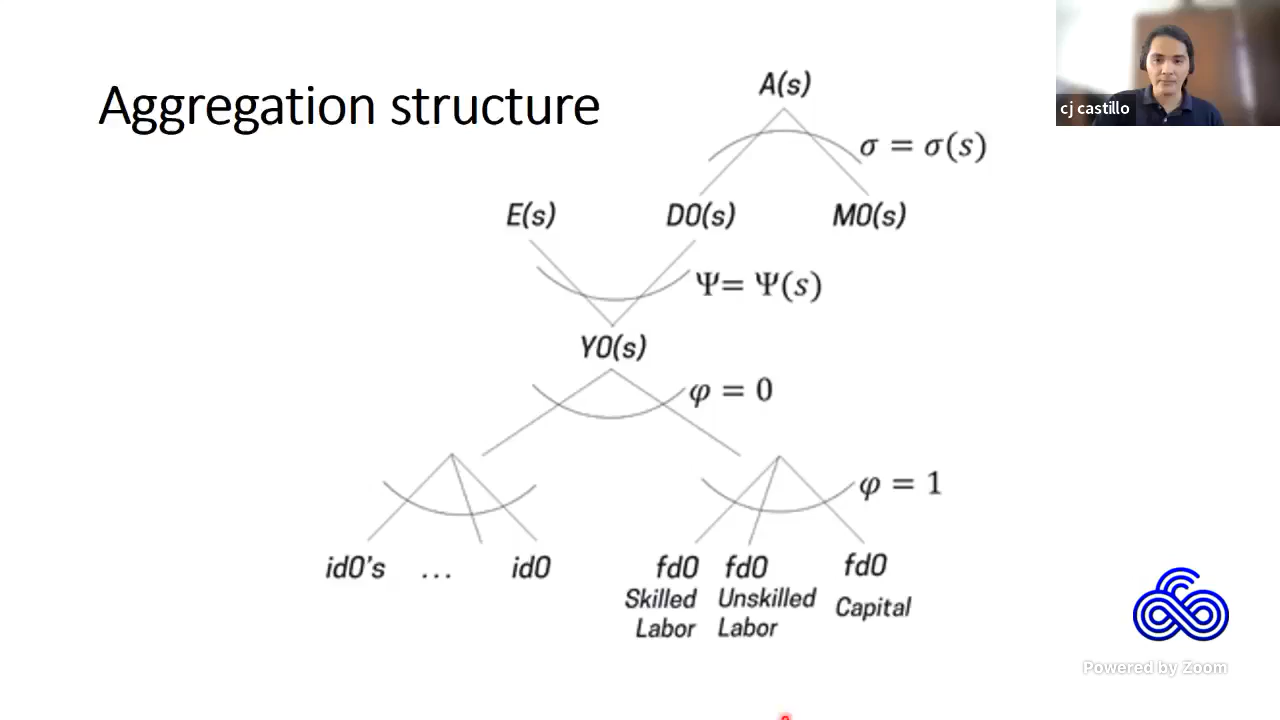 Aggregation structure
A(s)
σ = σ(s)
E(s)
D0(s)
M0(s)
Ψ= Ψ(s)
Y0(s)
φ = 0
φ = 1
id0's
...
id0
fd0
Skilled
Labor
fd0
Unskilled
Labor
fd0
Capital
cj castillo
Powered by Zoom